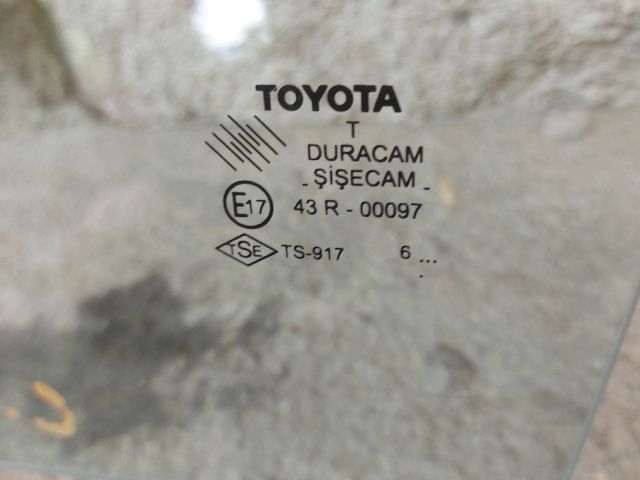 TOYOTA
T
DURACAM
- ŞİŞECAM -
E17 43 R - 00097
TSE TS-917 6 ...
.